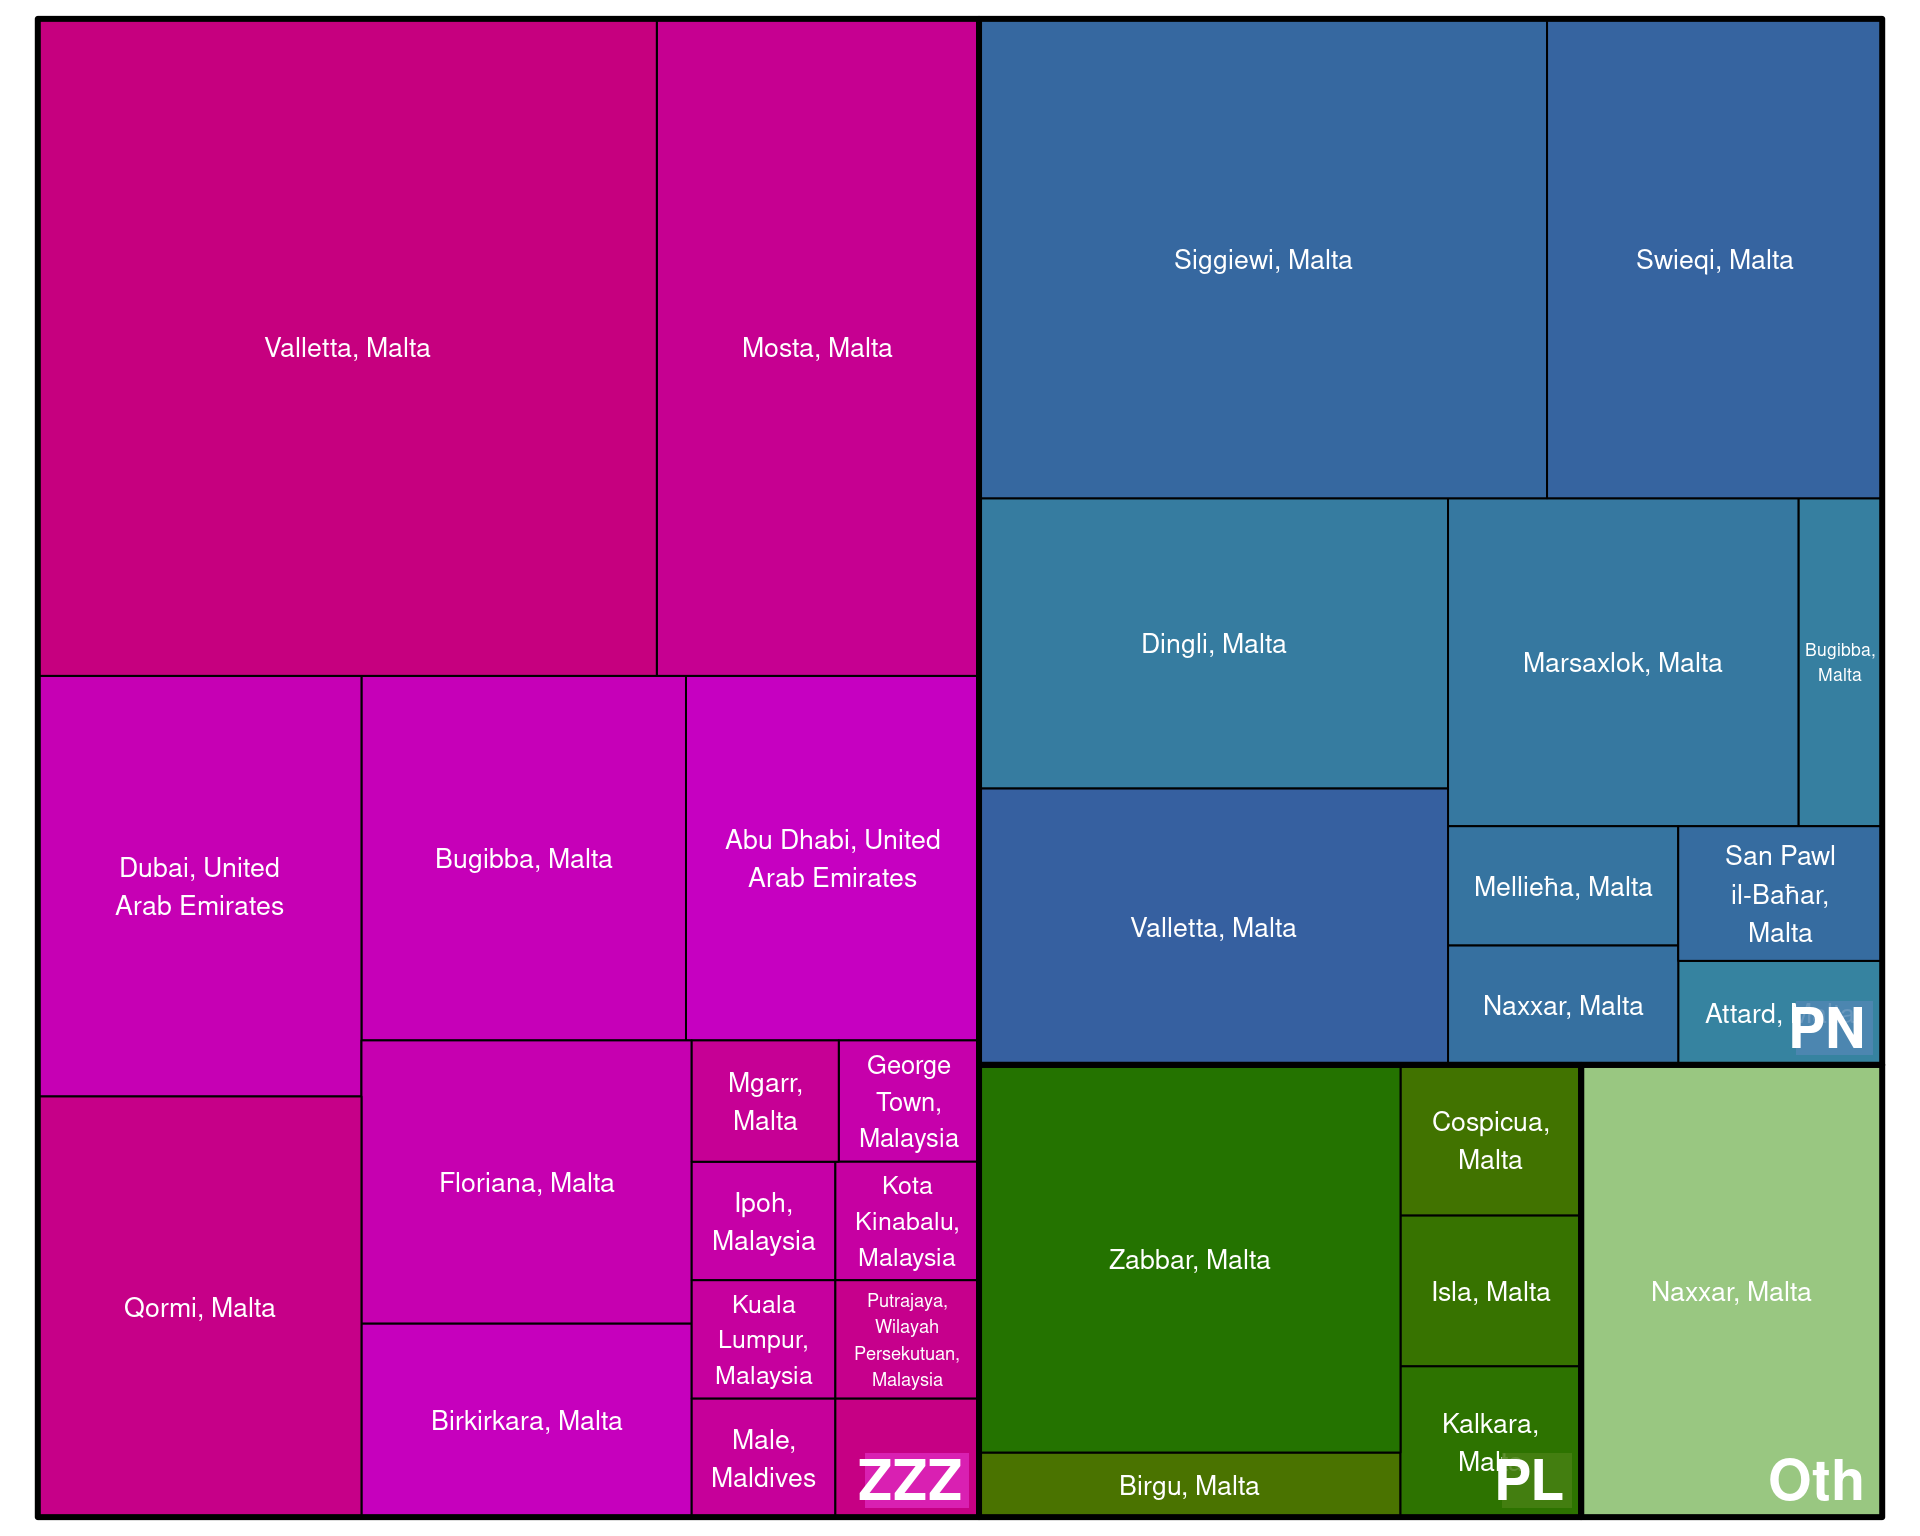 Valletta, Malta
Mosta, Malta
Dubai, United
Arab Emirates
Bugibba, Malta
Abu Dhabi, United
Arab Emirates
Qormi, Malta
Floriana, Malta
Birkirkara, Malta
Mgarr,
Malta
George
Town,
Malaysia
Ipoh,
Malaysia
Kota
Kinabalu,
Malaysia
Kuala
Lumpur,
Malaysia
Putrajaya,
Wilayah
Persekutuan,
Malaysia
Male,
Maldives
ZZZ
Siggiewi, Malta
Swieqi, Malta
Dingli, Malta
Marsaxlok, Malta
Bugibba,
Malta
Valletta, Malta
Mellieħa, Malta
San Pawl
il-Baħar,
Malta
Naxxar, Malta
Attard,
PN
Zabbar, Malta
Cospicua,
Malta
Isla, Malta
Kalkara,
Birgu, Malta
PL
Naxxar, Malta
Oth